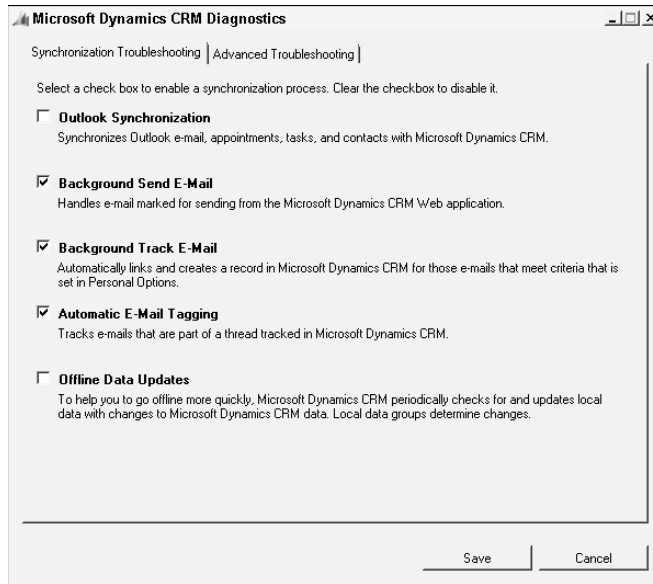 Microsoft Dynamics CRM Diagnostics
Synchronization Troubleshooting
Advanced Troubleshooting
Select a check box to enable a synchronization process. Clear the checkbox to disable it.
Outlook Synchronization
Synchronizes Outlook e-mail, appointments, tasks, and contacts with Microsoft Dynamics CRM.
Background Send E-Mail
Handles e-mail marked for sending from the Microsoft Dynamics CRM Web application.
Background Track E-Mail
Automatically links and creates a record in Microsoft Dynamics CRM for those e-mails that meet criteria that is
set in Personal Options.
Automatic E-Mail Tagging
Tracks e-mails that are part of a thread tracked in Microsoft Dynamics CRM.
Offline Data Updates
To help you to go offline more quickly, Microsoft Dynamics CRM periodically checks for and updates local
data with changes to Microsoft Dynamics CRM data. Local data groups determine changes.
Save
Cancel